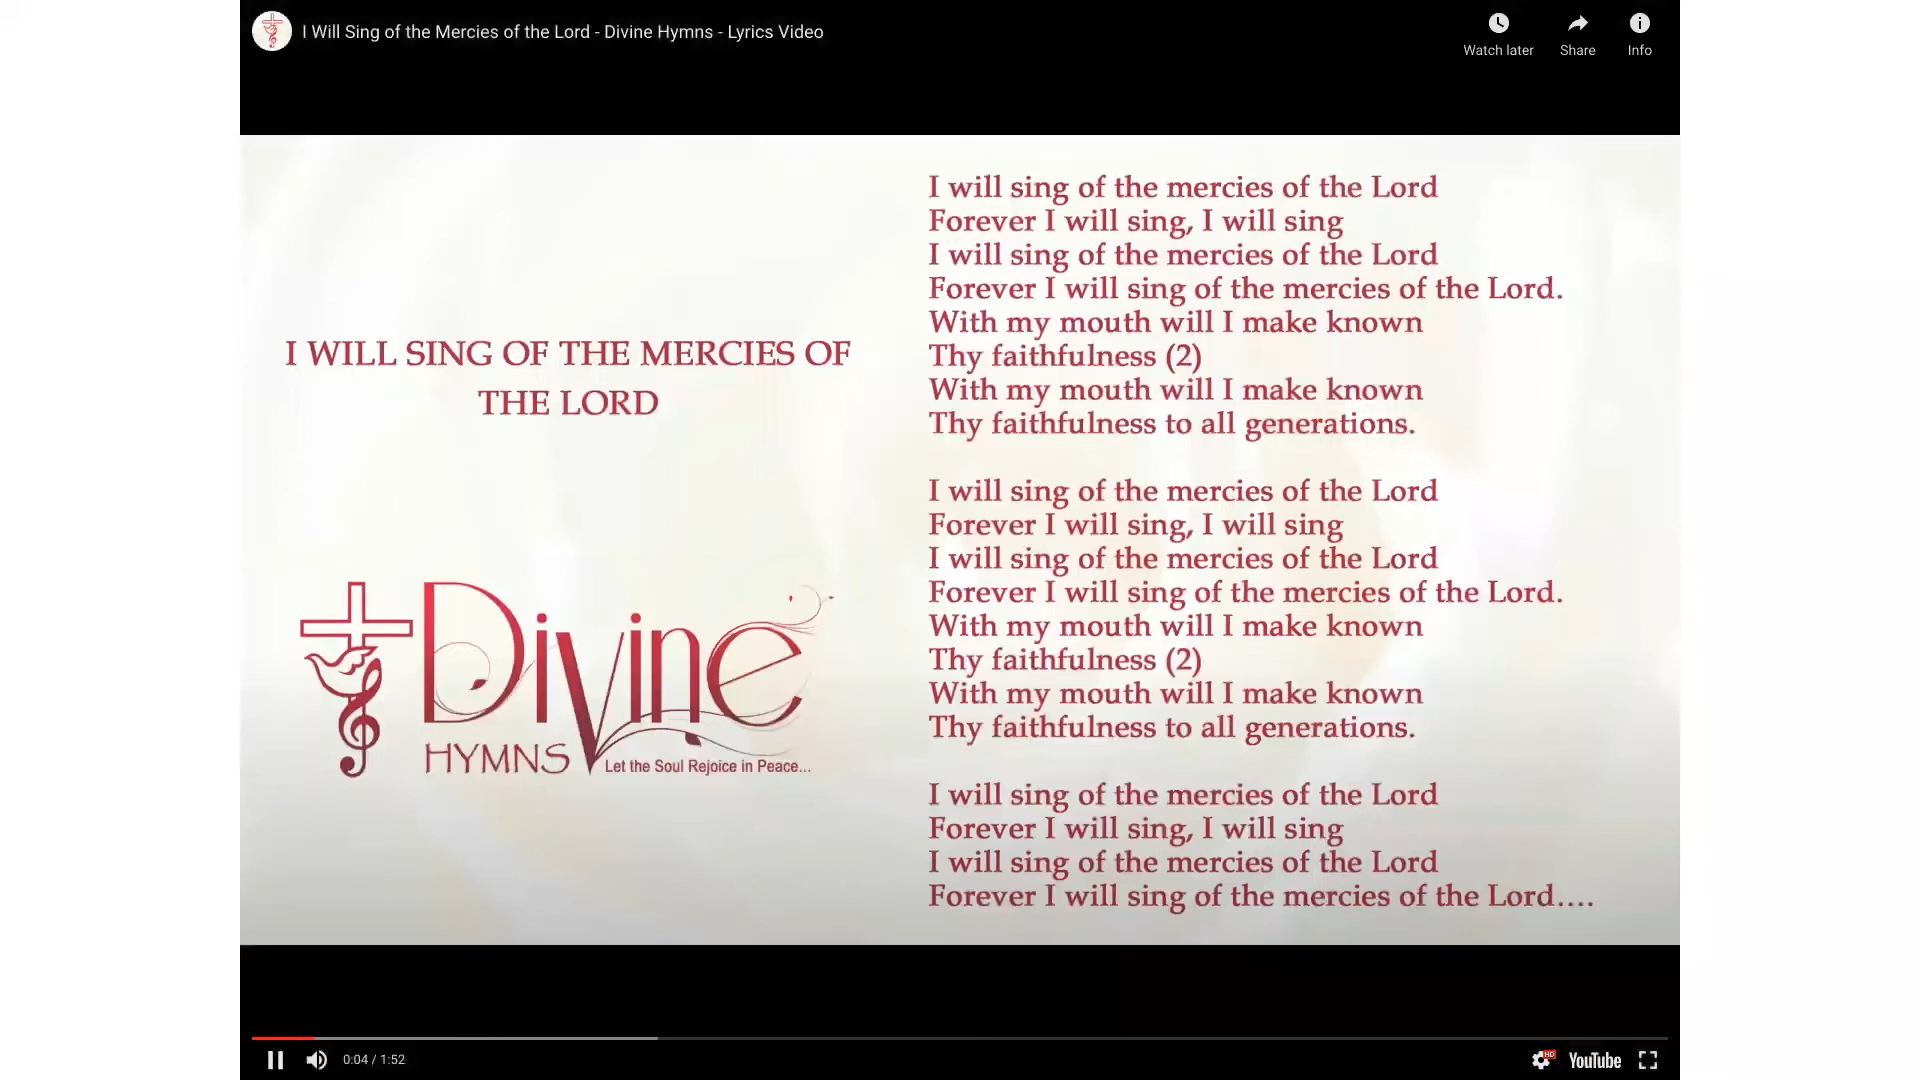 I Will Sing of the Mercies of the Lord - Divine Hymns - Lyrics Video
Watch later
Share
Info
I WILL SING OF THE MERCIES OF
THE LORD
Divine
HYMNS
Let the Soul Rejoice in Peace...
I will sing of the mercies of the Lord
Forever I will sing, I will sing
I will sing of the mercies of the Lord
Forever I will sing of the mercies of the Lord.
With my mouth will I make known
Thy faithfulness (2)
With my mouth will I make known
Thy faithfulness to all generations.
I will sing of the mercies of the Lord
Forever I will sing, I will sing
I will sing of the mercies of the Lord
Forever I will sing of the mercies of the Lord.
With my mouth will I make known
Thy faithfulness (2)
With my mouth will I make known
Thy faithfulness to all generations.
I will sing of the mercies of the Lord
Forever I will sing, I will sing
I will sing of the mercies of the Lord
Forever I will sing of the mercies of the Lord....
0:04 / 1:52
HD
YouTube